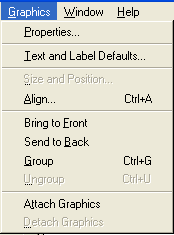 Graphics Window Help
Properties...
Text and Label Defaults...
Size and Position...
Align... Ctrl+A
Bring to Front
Send to Back
Group Ctrl+G
Ungroup Ctrl+U
Attach Graphics
Detach Graphics